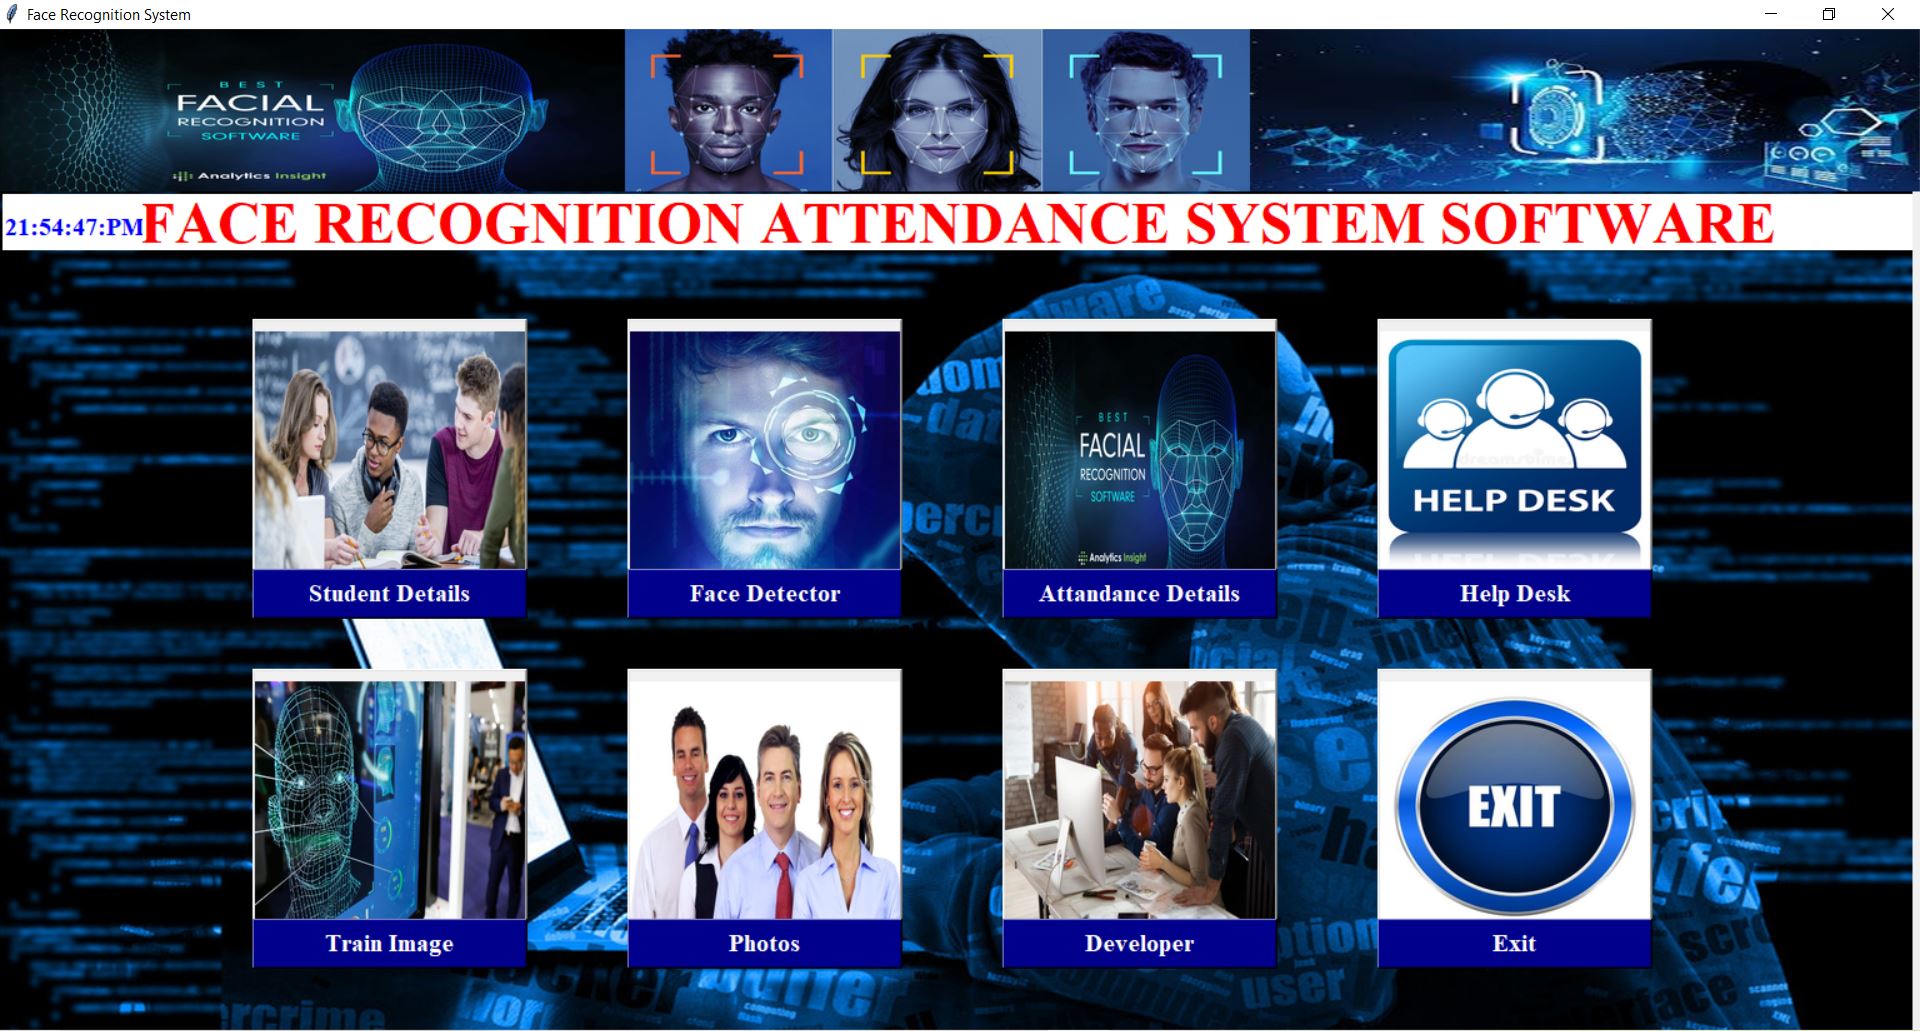 Face Recognition System
BEST
FACIAL
RECOGNITION
SOFTWARE
Analytics Insight
21:54:47:PM
FACE RECOGNITION ATTENDANCE SYSTEM SOFTWARE
BEST
FACIAL
RECOGNITION
SOFTWARE
Analytics Insight
HELP DESK
Student Details
Face Detector
Attandance Details
Help Desk
EXIT
Train Image
Photos
Developer
Exit
user